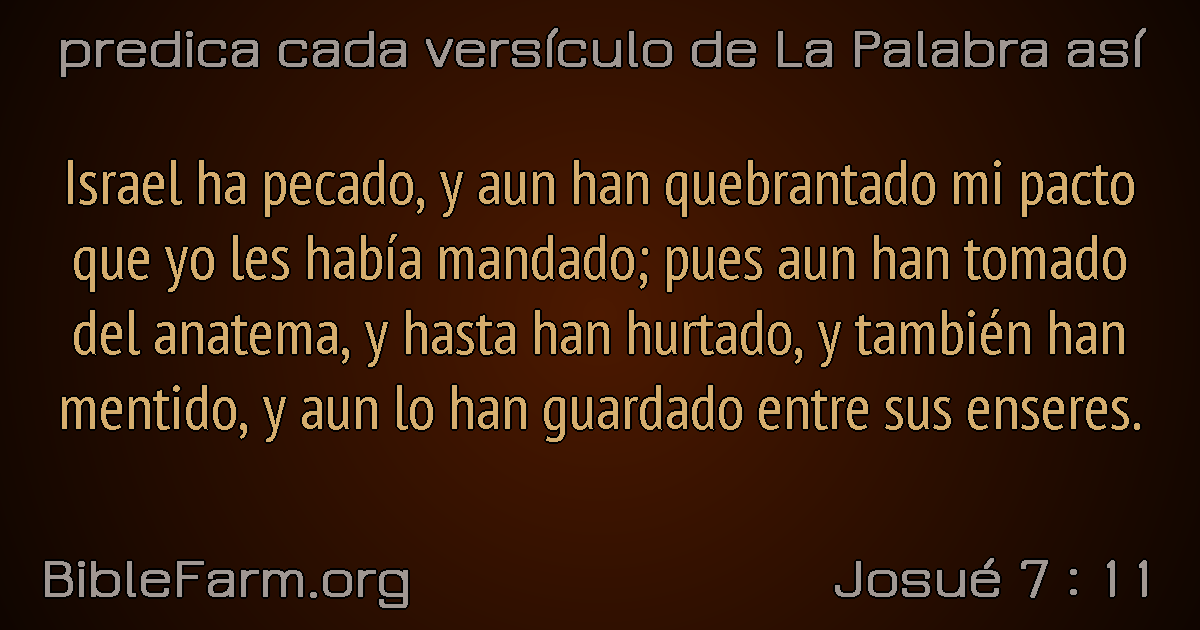 predica cada versículo de La Palabra así
Israel ha pecado, y aun han quebrantado mi pacto
que yo les había mandado; pues aun han tomado
del anatema, y hasta han hurtado, y también han
mentido, y aun lo han guardado entre sus enseres.
BibleFarm.org
Josué 7 : 11